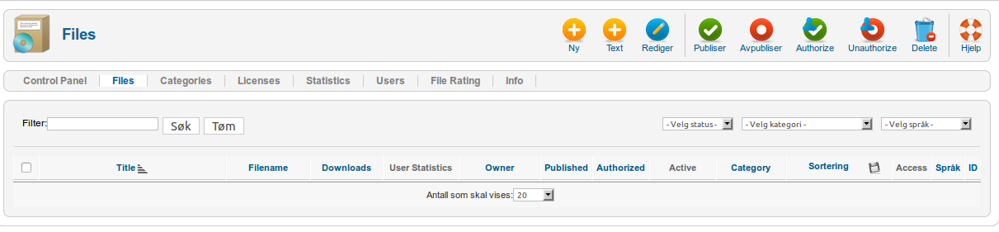 Files
Ny Text Rediger Publiser Avpubliser Authorize Unauthorize Delete Hjelp
Control Panel Files Categories Licenses Statistics Users File Rating Info
Filter: Søk Tøm - Velg status - - Velg kategori - - Velg språk -
Title Filename Downloads User Statistics Owner Published Authorized Active Category Sortering Access Språk ID
Antall som skal vises: 20